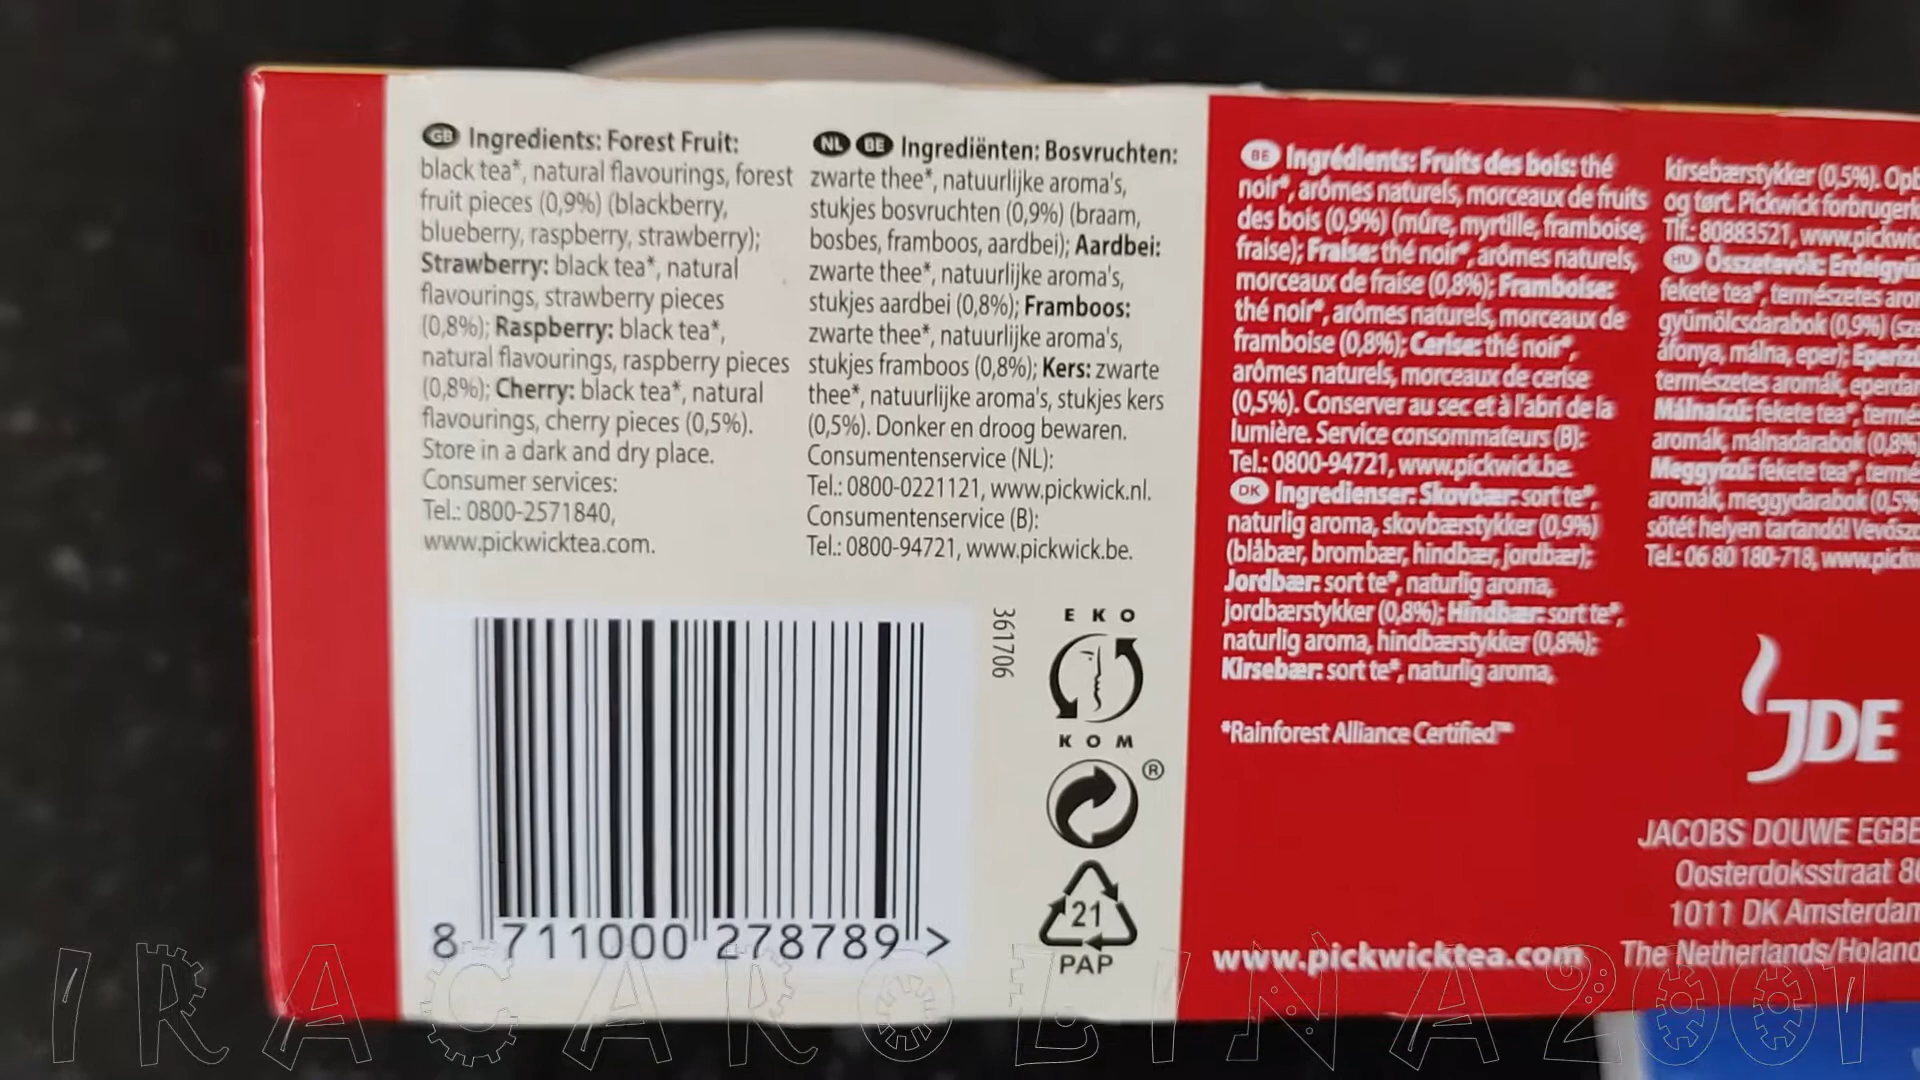 GB Ingredients: Forest Fruit:
black tea*, natural flavourings, forest
fruit pieces (0,9%) (blackberry,
blueberry, raspberry, strawberry);
Strawberry: black tea*, natural
flavourings, strawberry pieces
(0,8%); Raspberry: black tea*,
natural flavourings, raspberry pieces
(0,8%); Cherry: black tea*, natural
flavourings, cherry pieces (0,5%).
Store in a dark and dry place.
Consumer services:
Tel.: 0800-2571840,
www.pickwicktea.com.
NL BE Ingrediënten: Bosvruchten:
zwarte thee*, natuurlijke aroma's,
stukjes bosvruchten (0,9%) (braam,
bosbes, framboos, aardbei); Aardbei:
zwarte thee*, natuurlijke aroma's,
stukjes aardbei (0,8%); Framboos:
zwarte thee*, natuurlijke aroma's,
stukjes framboos (0,8%); Kers: zwarte
thee*, natuurlijke aroma's, stukjes kers
(0,5%). Donker en droog bewaren.
Consumentenservice (NL):
Tel.: 0800-0221121, www.pickwick.nl.
Consumentenservice (B):
Tel.: 0800-94721, www.pickwick.be.
8 711000 278789 >
361706
EKO
KOM
®
21
PAP
BE Ingrédients: Fruits des bois: thé
noir*, arômes naturels, morceaux de fruits
des bois (0,9%) (mûre, myrtille, framboise,
fraise); Fraise: thé noir*, arômes naturels,
morceaux de fraise (0,8%); Framboise:
thé noir*, arômes naturels, morceaux de
framboise (0,8%); Cerise: thé noir*,
arômes naturels, morceaux de cerise
(0,5%). Conserver au sec et à l'abri de la
lumière. Service consommateurs (B):
Tel.: 0800-94721, www.pickwick.be.
DK Ingredienser: Skovbær: sort te*,
naturlig aroma, skovbærstykker (0,9%)
(blåbær, brombær, hindbær, jordbær);
Jordbær: sort te*, naturlig aroma,
jordbærstykker (0,8%); Hindbær: sort te*,
naturlig aroma, hindbærstykker (0,8%);
Kirsebær: sort te*, naturlig aroma,
*Rainforest Alliance Certified™
www.pickwicktea.com
kirsebærstykker (0,5%).
og tørt. Pickwick
Tlf.: 80883521,
HU Összetevők:
fekete tea*, természetes
gyümölcsdarabok (0,9%)
áfonya, málna, eper);
természetes aromák,
Málnaízű: fekete tea*,
aromák, málnadarabok (0,8%)
Meggyízű: fekete tea*,
aromák, meggydarabok (0,5%
sötét helyen tartandó!
Tel.: 06 80 180-718,
JDE
JACOBS DOUWE
Oosterdoksstraat
1011 DK
The Netherlands/
IRACAROLINA2001